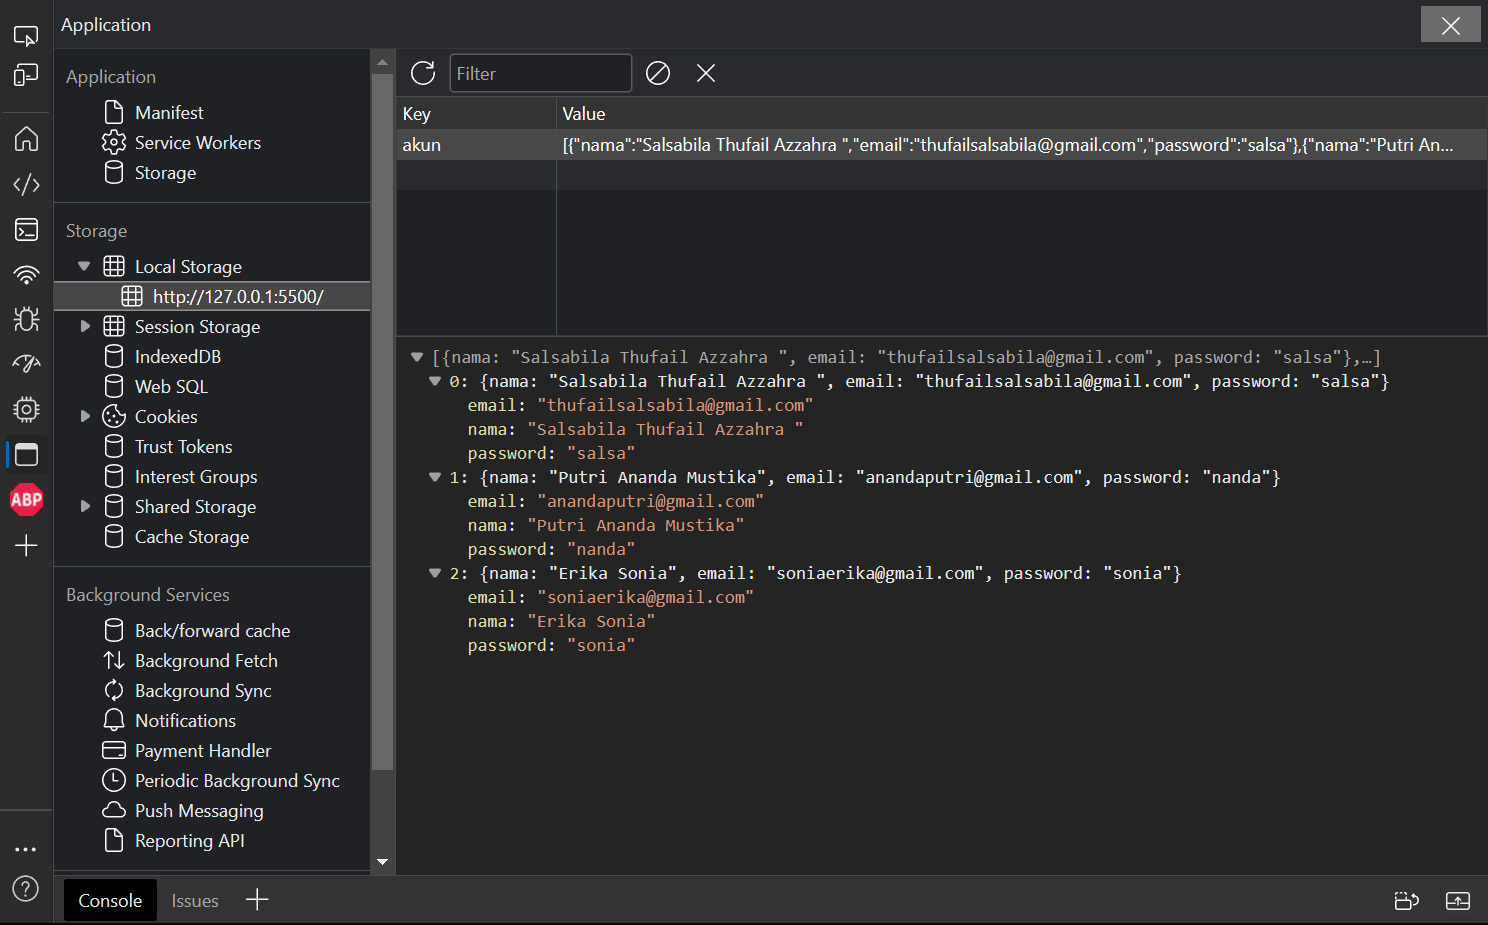 Application
Application
Manifest
Service Workers
Storage
Storage
Local Storage
http://127.0.0.1:5500/
Session Storage
IndexedDB
Web SQL
Cookies
Trust Tokens
Interest Groups
Shared Storage
Cache Storage
Background Services
Back/forward cache
Background Fetch
Background Sync
Notifications
Payment Handler
Periodic Background Sync
Push Messaging
Reporting API
ABP
Filter
Key Value
akun [{"nama":"Salsabila Thufail Azzahra ","email":"thufailsalsabila@gmail.com","password":"salsa"},{"nama":"Putri An...
[{nama: "Salsabila Thufail Azzahra ", email: "thufailsalsabila@gmail.com", password: "salsa"},…]
0: {nama: "Salsabila Thufail Azzahra ", email: "thufailsalsabila@gmail.com", password: "salsa"}
email: "thufailsalsabila@gmail.com"
nama: "Salsabila Thufail Azzahra "
password: "salsa"
1: {nama: "Putri Ananda Mustika", email: "anandaputri@gmail.com", password: "nanda"}
email: "anandaputri@gmail.com"
nama: "Putri Ananda Mustika"
password: "nanda"
2: {nama: "Erika Sonia", email: "soniaerika@gmail.com", password: "sonia"}
email: "soniaerika@gmail.com"
nama: "Erika Sonia"
password: "sonia"
Console Issues